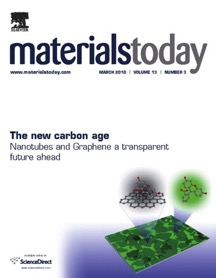 ELSEVIER
materialstoday
www.materialstoday.com
MARCH 2010 | VOLUME 13 | NUMBER 3
The new carbon age
Nanotubes and Graphene a transparent
future ahead
ScienceDirect